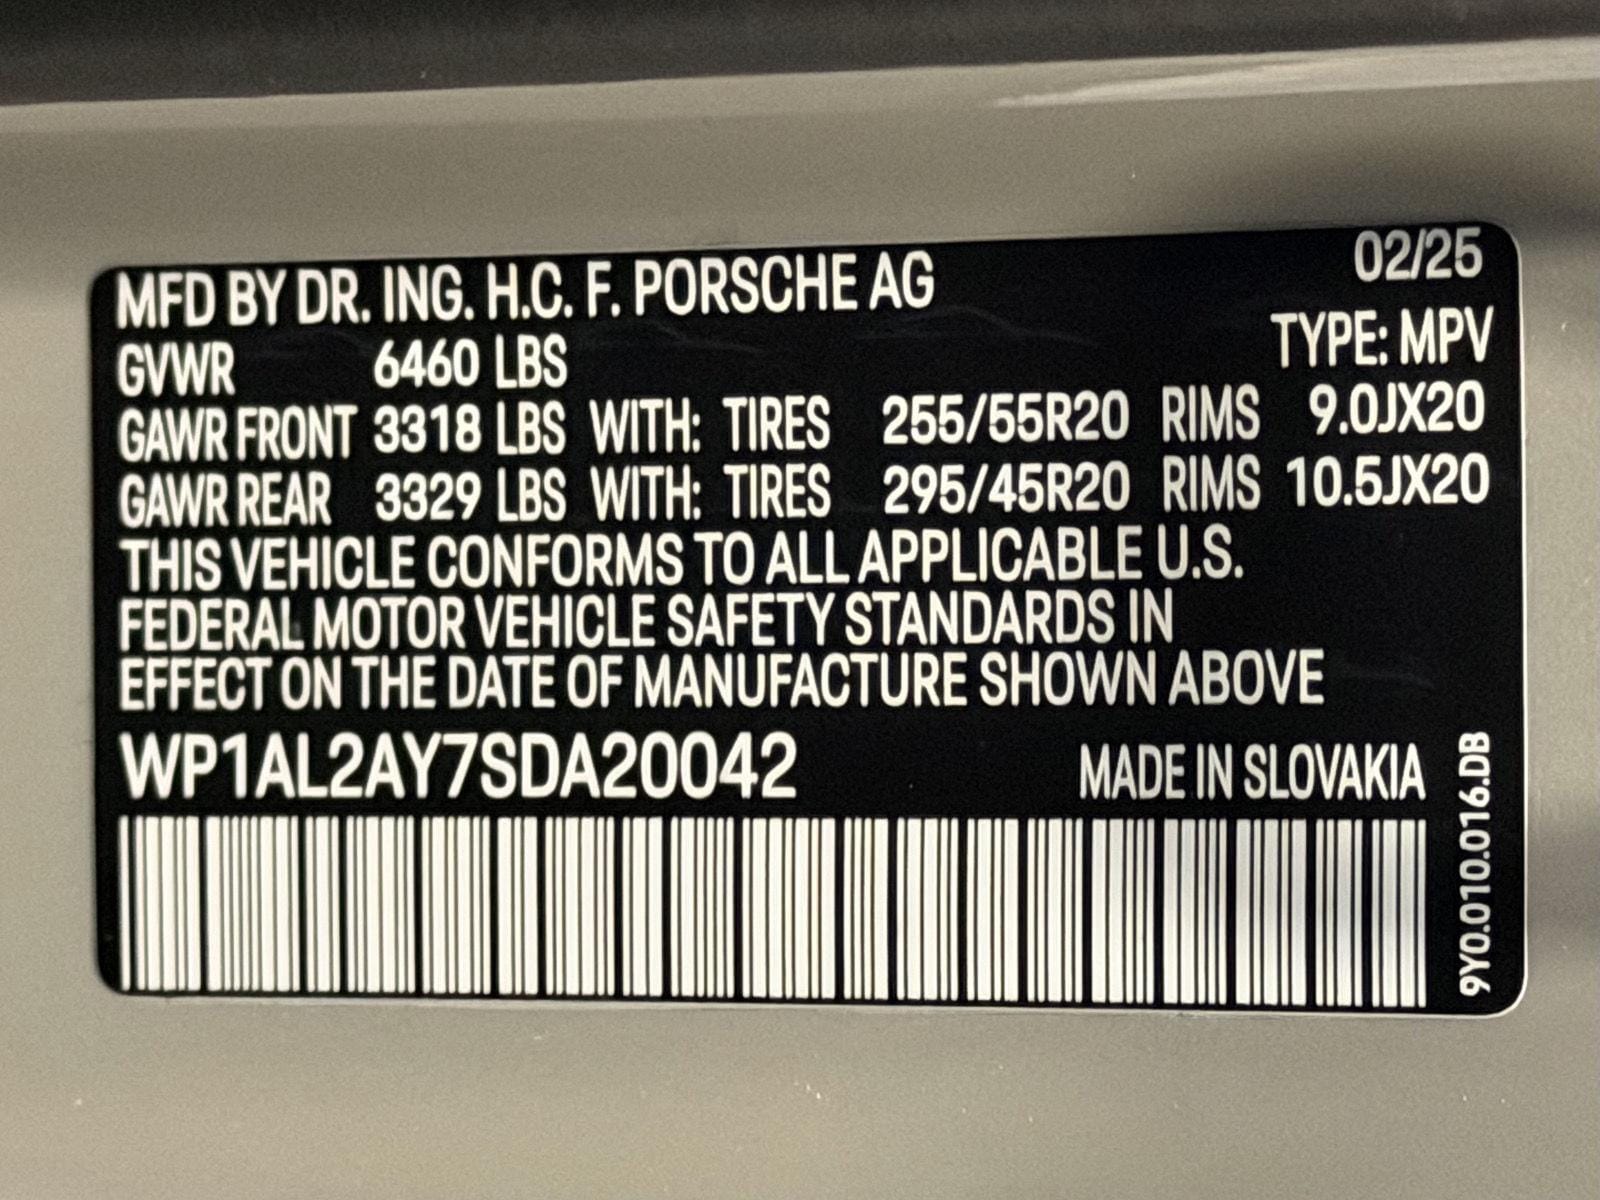 MFD BY DR. ING. H.C. F. PORSCHE AG 02/25
GVWR 6460 LBS TYPE: MPV
GAWR FRONT 3318 LBS WITH: TIRES 255/55R20 RIMS 9.0JX20
GAWR REAR 3329 LBS WITH: TIRES 295/45R20 RIMS 10.5JX20
THIS VEHICLE CONFORMS TO ALL APPLICABLE U.S.
FEDERAL MOTOR VEHICLE SAFETY STANDARDS IN
EFFECT ON THE DATE OF MANUFACTURE SHOWN ABOVE
WP1AL2AY7SDA20042 MADE IN SLOVAKIA
9Y0.010.016.DB